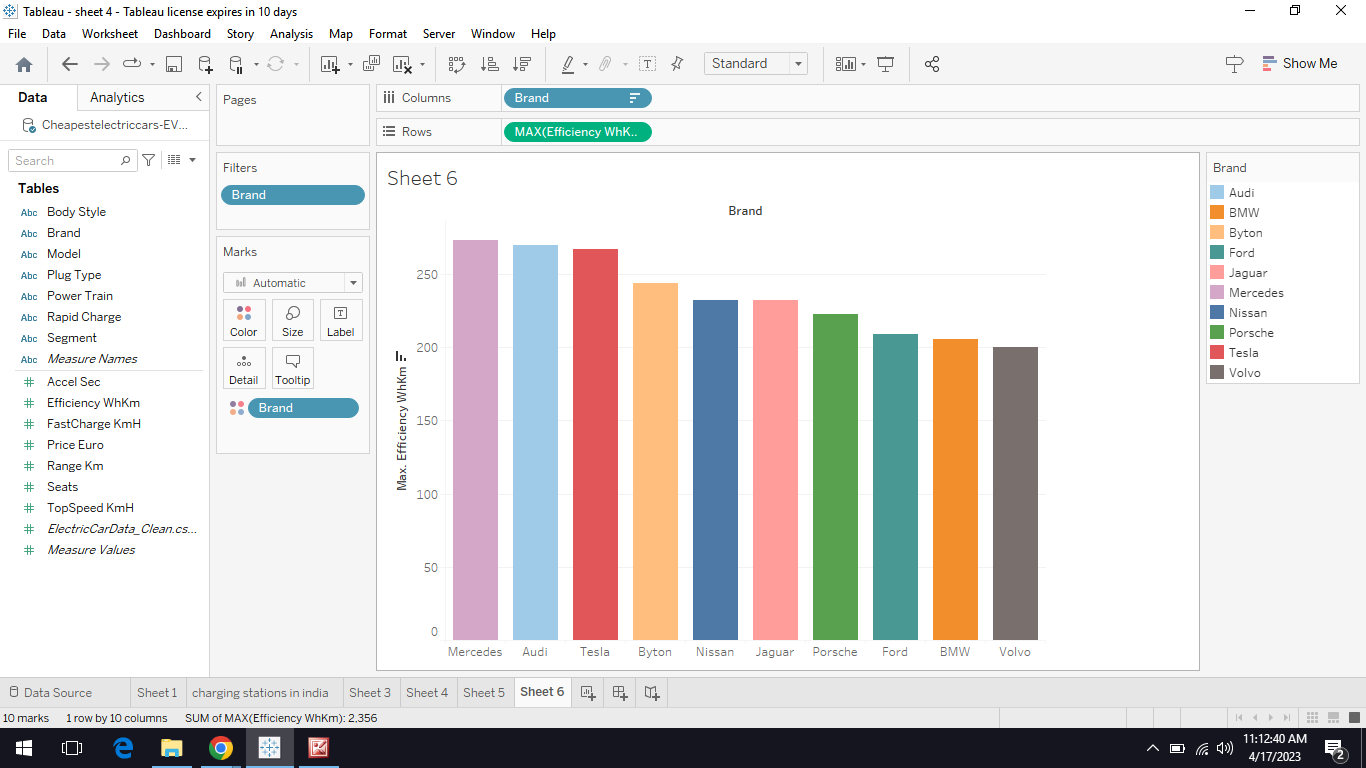 Tableau - sheet 4 - Tableau license expires in 10 days
File Data Worksheet Dashboard Story Analysis Map Format Server Window Help
Standard
Show Me
Data Analytics
Cheapestelectriccars-EV...
Search
Tables
Abc Body Style
Abc Brand
Abc Model
Abc Plug Type
Abc Power Train
Abc Rapid Charge
Abc Segment
Abc Measure Names
# Accel Sec
# Efficiency WhKm
# FastCharge KmH
# Price Euro
# Range Km
# Seats
# TopSpeed KmH
# ElectricCarData_Clean.cs...
# Measure Values
Pages
Filters
Brand
Marks
Automatic
Color Size Label
Detail Tooltip
Brand
Columns Brand
Rows MAX(Efficiency WhK..
Sheet 6
Brand
Max. Efficiency WhKm
250
200
150
100
50
0
Mercedes Audi Tesla Byton Nissan Jaguar Porsche Ford BMW Volvo
Brand
Audi
BMW
Byton
Ford
Jaguar
Mercedes
Nissan
Porsche
Tesla
Volvo
Data Source Sheet 1 charging stations in india Sheet 3 Sheet 4 Sheet 5 Sheet 6
10 marks 1 row by 10 columns SUM of MAX(Efficiency WhKm): 2,356
11:12:40 AM
4/17/2023
2